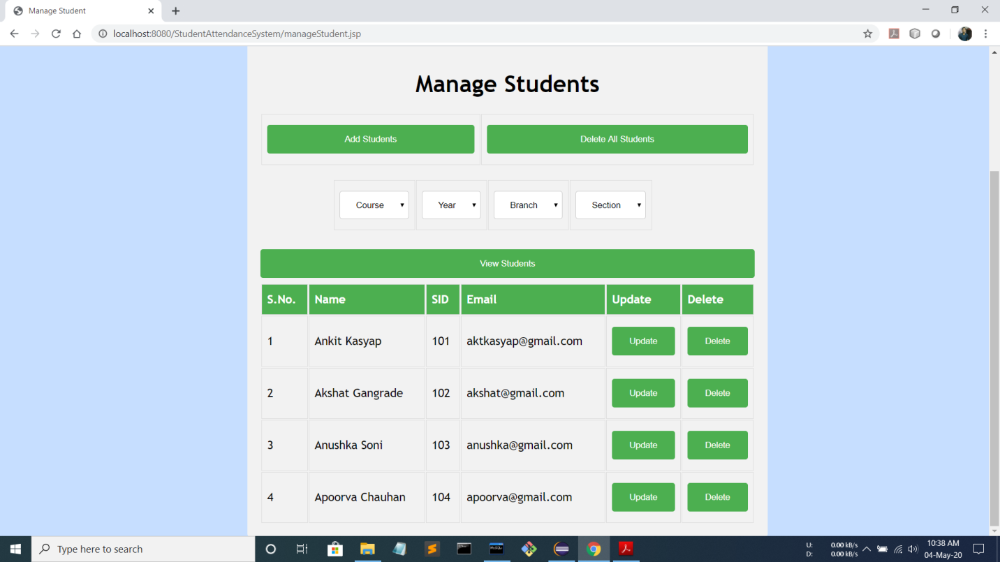 Manage Student
localhost:8080/StudentAttendanceSystem/manageStudent.jsp
Manage Students
Add Students Delete All Students
Course Year Branch Section
View Students
S.No. Name SID Email Update Delete
1 Ankit Kasyap 101 aktkasyap@gmail.com Update Delete
2 Akshat Gangrade 102 akshat@gmail.com Update Delete
3 Anushka Soni 103 anushka@gmail.com Update Delete
4 Apoorva Chauhan 104 apoorva@gmail.com Update Delete
Type here to search
U: 0.00 kB/s
D: 0.00 kB/s
10:38 AM
04-May-20